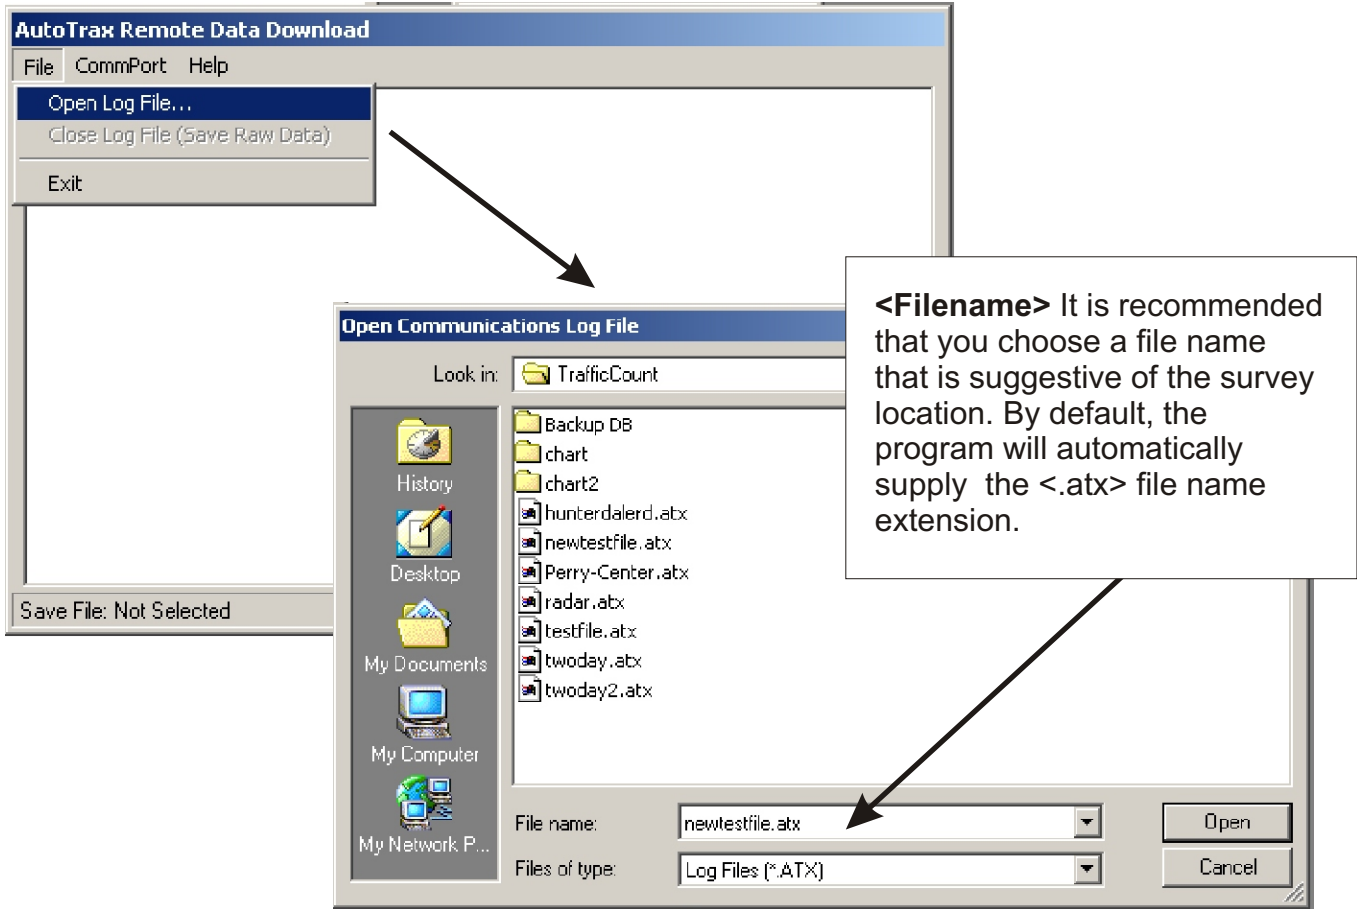 AutoTrax Remote Data Download
File CommPort Help
Open Log File...
Close Log File (Save Raw Data)
Exit
Save File: Not Selected
Open Communications Log File
Look in: TrafficCount
History
Desktop
My Documents
My Computer
My Network P...
Backup DB
chart
chart2
hunterdalerd.atx
newtestfile.atx
Perry-Center.atx
radar.atx
testfile.atx
twoday.atx
twoday2.atx
File name: newtestfile.atx Open
Files of type: Log Files (*.ATX) Cancel
<Filename> It is recommended
that you choose a file name
that is suggestive of the survey
location. By default, the
program will automatically
supply  the <.atx> file name
extension.